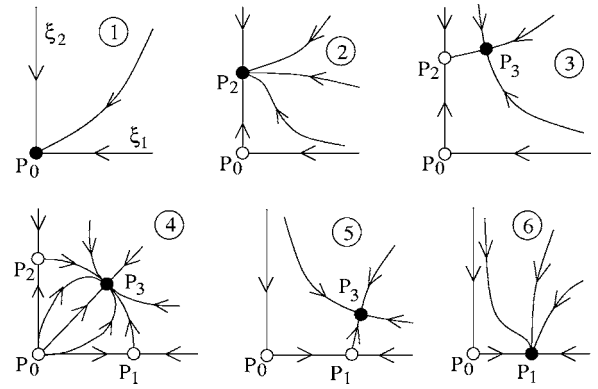 ξ₂
①
P₀
ξ₁
②
P₂
P₀
③
P₂
P₃
P₀
④
P₂
P₃
P₀
P₁
⑤
P₃
P₀
P₁
⑥
P₀
P₁